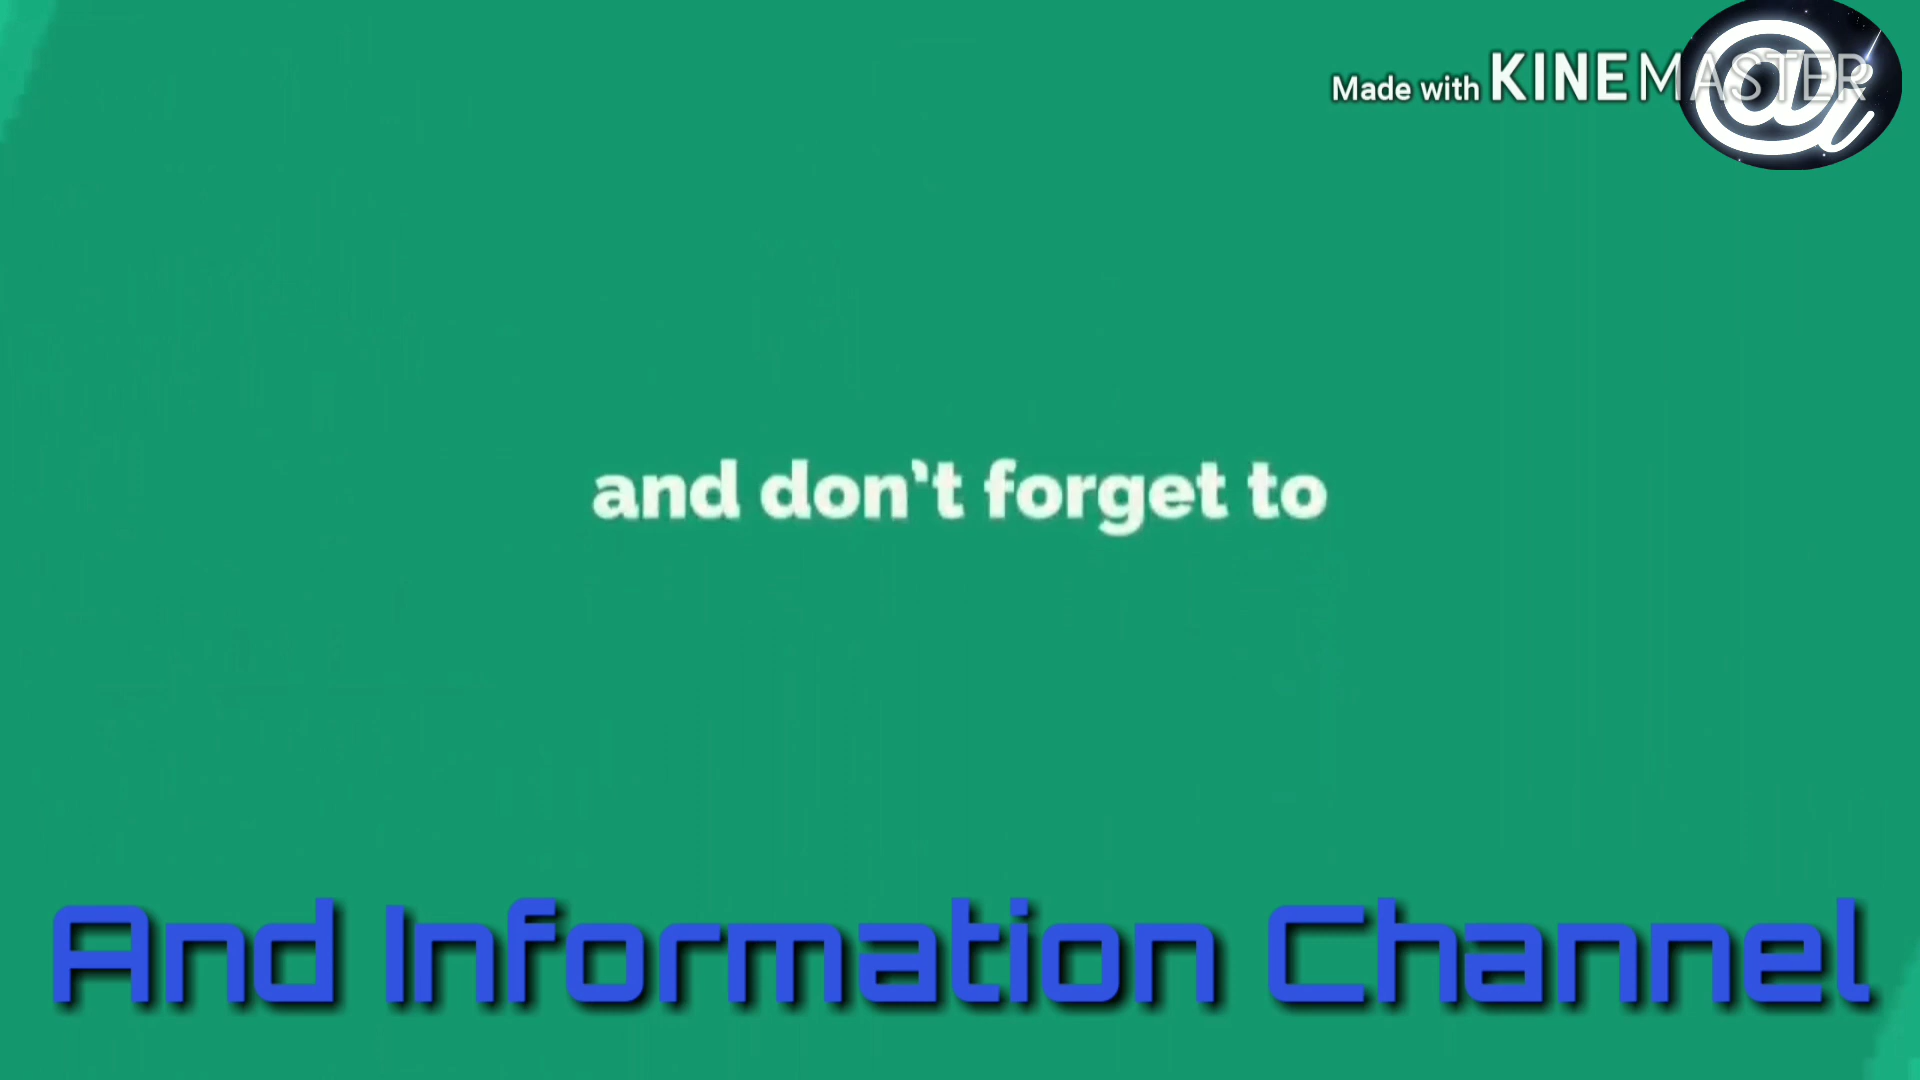 Made with KINEMASTER
@i
and don't forget to
And Information Channel